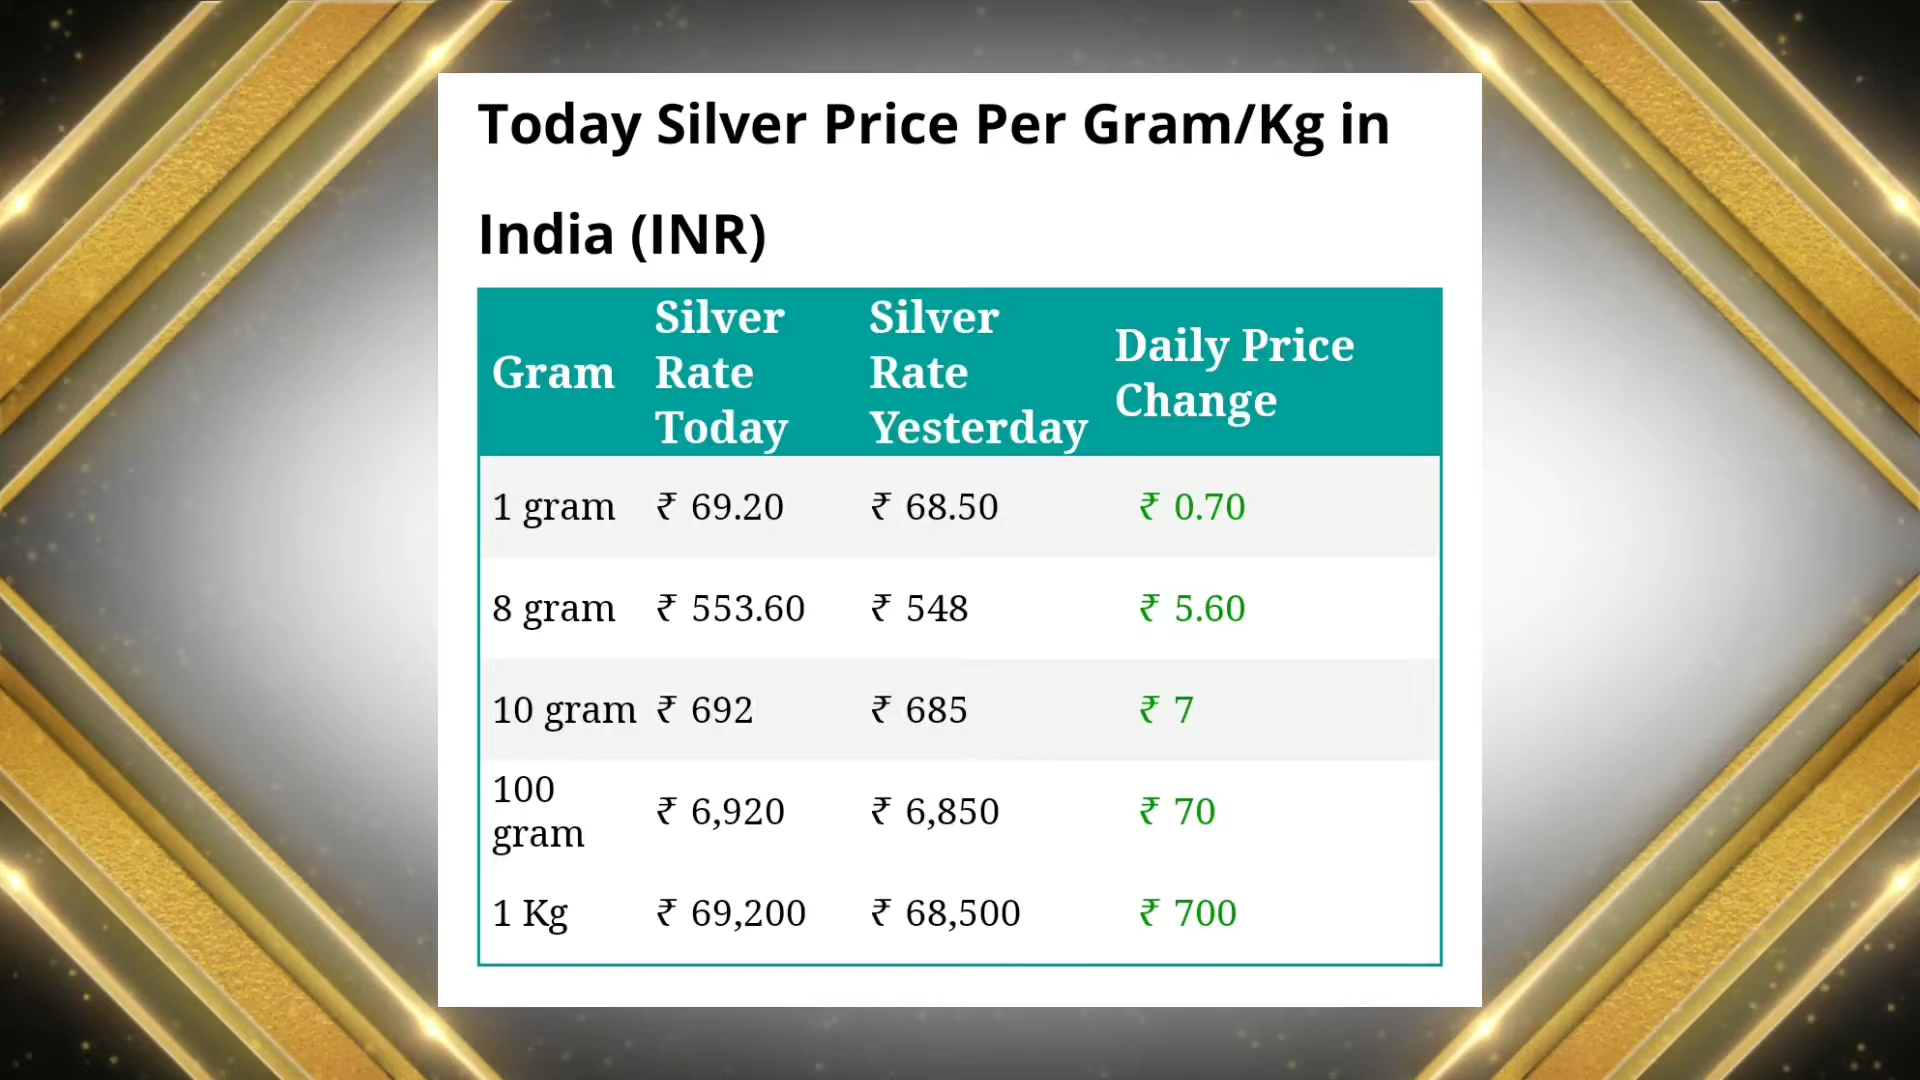 Today Silver Price Per Gram/Kg in
India (INR)
Gram
Silver
Rate
Today
Silver
Rate
Yesterday
Daily Price
Change
1 gram ₹ 69.20 ₹ 68.50 ₹ 0.70
8 gram ₹ 553.60 ₹ 548 ₹ 5.60
10 gram ₹ 692 ₹ 685 ₹ 7
100
gram ₹ 6,920 ₹ 6,850 ₹ 70
1 Kg ₹ 69,200 ₹ 68,500 ₹ 700